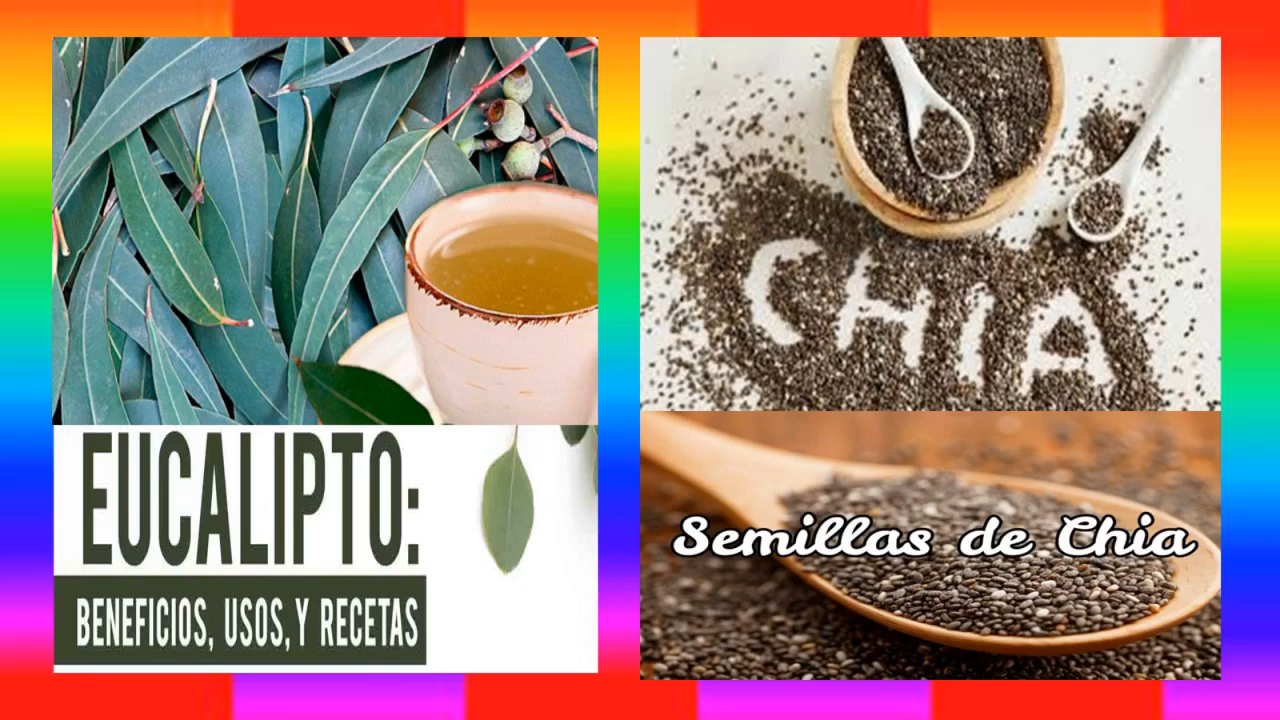 EUCALIPTO:
BENEFICIOS, USOS, Y RECETAS
CHIA
Semillas de Chia